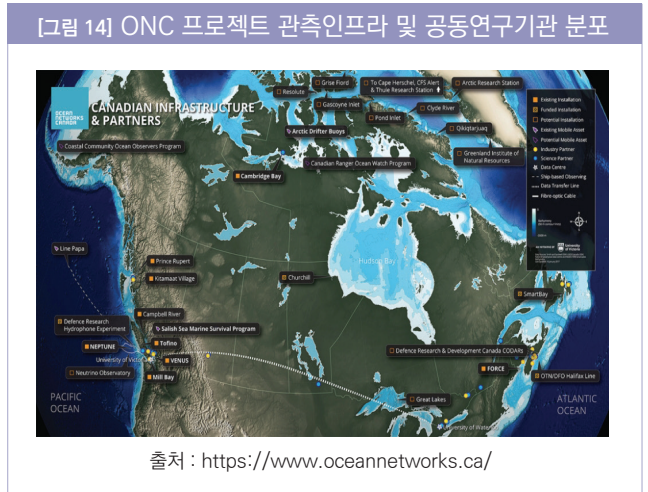 [그림 14] ONC 프로젝트 관측인프라 및 공동연구기관 분포
OCEAN
NETWORKS
CANADA
CANADIAN INFRASTRUCTURE
& PARTNERS
Grise Fiord
To Cape Herschel, CFS Alert
& Thule Research Station
Arctic Research Station
Resolute
Gascoyne Inlet
Clyde River
Pond Inlet
Arctic Drifter Buoys
Qikiqtarjuaq
Coastal Community Ocean Observers Program
Canadian Ranger Ocean Watch Program
Greenland Institute of
Natural Resources
Cambridge Bay
Existing Installation
Funded Installation
Potential Installation
Existing Mobile Asset
Potential Mobile Asset
Industry Partner
Science Partner
Data Centre
Ship-based Observing
Data Transfer Line
Fibre-optic Cable
Line Papa
Prince Rupert
Kitamaat Village
Churchill
Hudson Bay
SmartBay
Campbell River
Defence Research
Hydrophone Experiment
Salish Sea Marine Survival Program
Tofino
NEPTUNE
University of Victoria
VENUS
Neutrino Observatory
Mill Bay
Defence Research & Development Canada CODARs
FORCE
OTN/DFO Halifax Line
Great Lakes
PACIFIC
OCEAN
ATLANTIC
OCEAN
출처 : https://www.oceannetworks.ca/